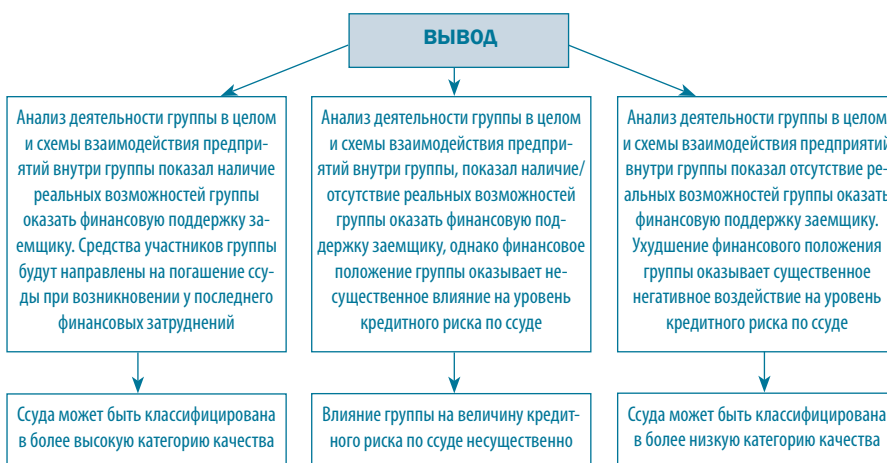 ВЫВОД
Анализ деятельности группы в целом
и схемы взаимодействия предпри-
ятий внутри группы показал наличие
реальных возможностей группы
оказать финансовую поддержку за-
емщику. Средства участников группы
будут направлены на погашение ссу-
ды при возникновении у последнего
финансовых затруднений
Анализ деятельности группы в целом
и схемы взаимодействия предпри-
ятий внутри группы, показал наличие/
отсутствие реальных возможностей
группы оказать финансовую под-
держку заемщику, однако финансовое
положение группы оказывает не-
существенное влияние на уровень
кредитного риска по ссуде
Анализ деятельности группы в целом
и схемы взаимодействия предприятий
внутри группы показал отсутствие ре-
альных возможностей группы оказать
финансовую поддержку заемщику.
Ухудшение финансового положения
группы оказывает существенное
негативное воздействие на уровень
кредитного риска по ссуде
Ссуда может быть классифицирована
в более высокую категорию качества
Влияние группы на величину кредит-
ного риска по ссуде несущественно
Ссуда может быть классифицирована
в более низкую категорию качества